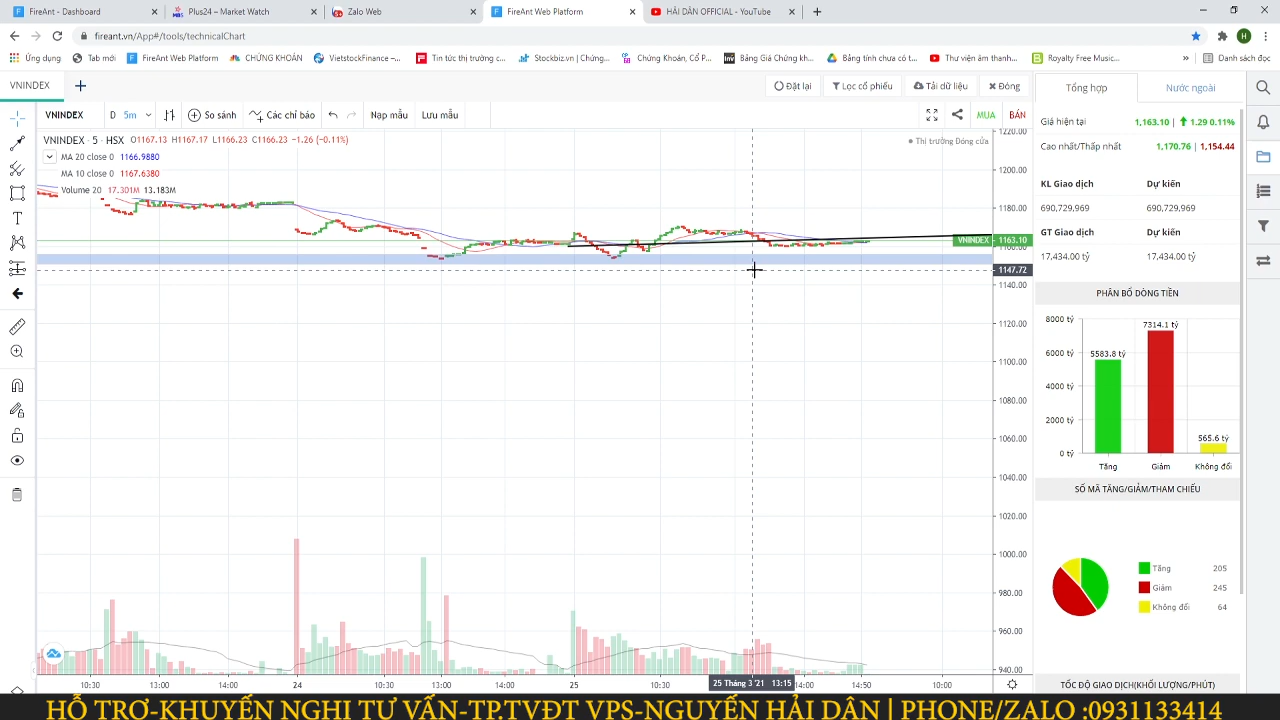 FireAnt - Dashboard
Plus24 – Market Watch
Zalo Web
FireAnt Web Platform
HẢI DÂN OFFICIAL - YouTube
fireant.vn/App#/tools/technicalChart
H
Ứng dụng
Tab mới
FireAnt Web Platform
CHỨNG KHOÁN
VietstockFinance –...
Tin tức thị trường c...
Stockbiz.vn | Chứng...
Chứng Khoán, Cổ P...
Bảng Giá Chứng kh...
Bảng tính chưa có t...
Thư viện âm thanh...
Royalty Free Music...
»
Danh sách đọc
VNINDEX
Đặt lại
Lọc cổ phiếu
Tải dữ liệu
Đóng
VNINDEX
D
5m
So sánh
Các chỉ báo
Nạp mẫu
Lưu mẫu
MUA
BÁN
VNINDEX · 5 · HSX O1167.13 H1167.17 L1166.23 C1166.23 −1.26 (−0.11%)
Thị trường Đóng cửa
MA 20 close 0 1166.9880
MA 10 close 0 1167.6380
Volume 20 17.301M 13.183M
1220.00
1200.00
1180.00
VNINDEX 1163.10
1160.00
1147.72
1140.00
1120.00
1100.00
1080.00
1060.00
1040.00
1020.00
1000.00
980.00
960.00
940.00
10:30
13:00
14:00
24
10:30
13:00
14:00
25
10:30
25 Tháng 3 '21 13:15
14:00
14:50
10:00
Tổng hợp
Nước ngoài
Giá hiện tại
1,163.10 | 1.29 0.11%
Cao nhất/Thấp nhất
1,170.76 | 1,154.44
KL Giao dịch
Dự kiến
690,729,969
690,729,969
GT Giao dịch
Dự kiến
17,434.00 tỷ
17,434.00 tỷ
PHÂN BỔ DÒNG TIỀN
8000 tỷ
6000 tỷ
4000 tỷ
2000 tỷ
0 tỷ
5583.8 tỷ
7314.1 tỷ
565.6 tỷ
Tăng
Giảm
Không đổi
SỐ MÃ TĂNG/GIẢM/THAM CHIẾU
Tăng 205
Giảm 245
Không đổi 64
TỐC ĐỘ GIAO DỊCH(KHỐI LƯỢNG/PHÚT)
HỖ TRƠ-KHUYẾN NGHỊ TƯ VẤN-TP.TVĐT VPS-NGUYẾN HẢI DÂN | PHONE/ZALO :0931133414